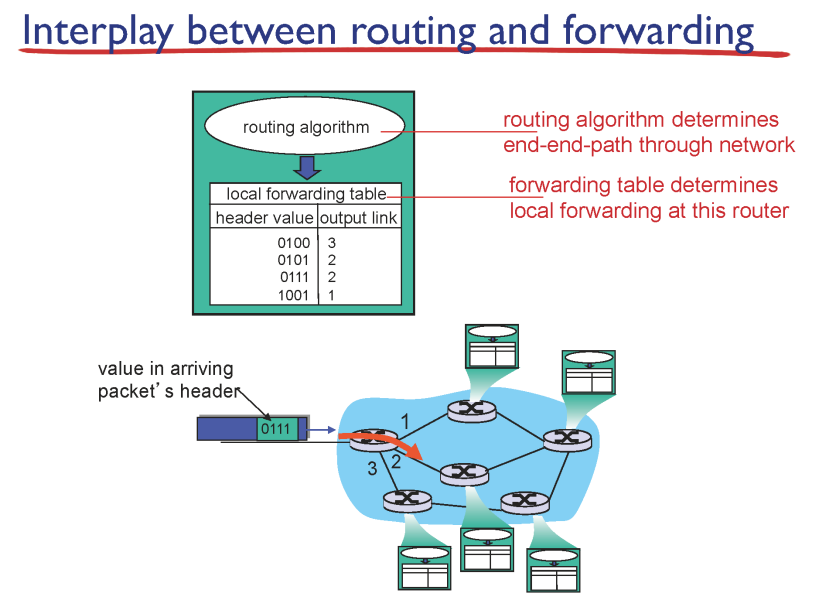 Interplay between routing and forwarding
routing algorithm
routing algorithm determines
end-end-path through network
local forwarding table
forwarding table determines
local forwarding at this router
header value output link
0100 3
0101 2
0111 2
1001 1
value in arriving
packet’s header
0111
1
2
3